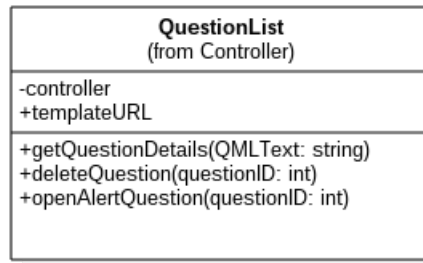 QuestionList
(from Controller)
-controller
+templateURL
+getQuestionDetails(QMLText: string)
+deleteQuestion(questionID: int)
+openAlertQuestion(questionID: int)